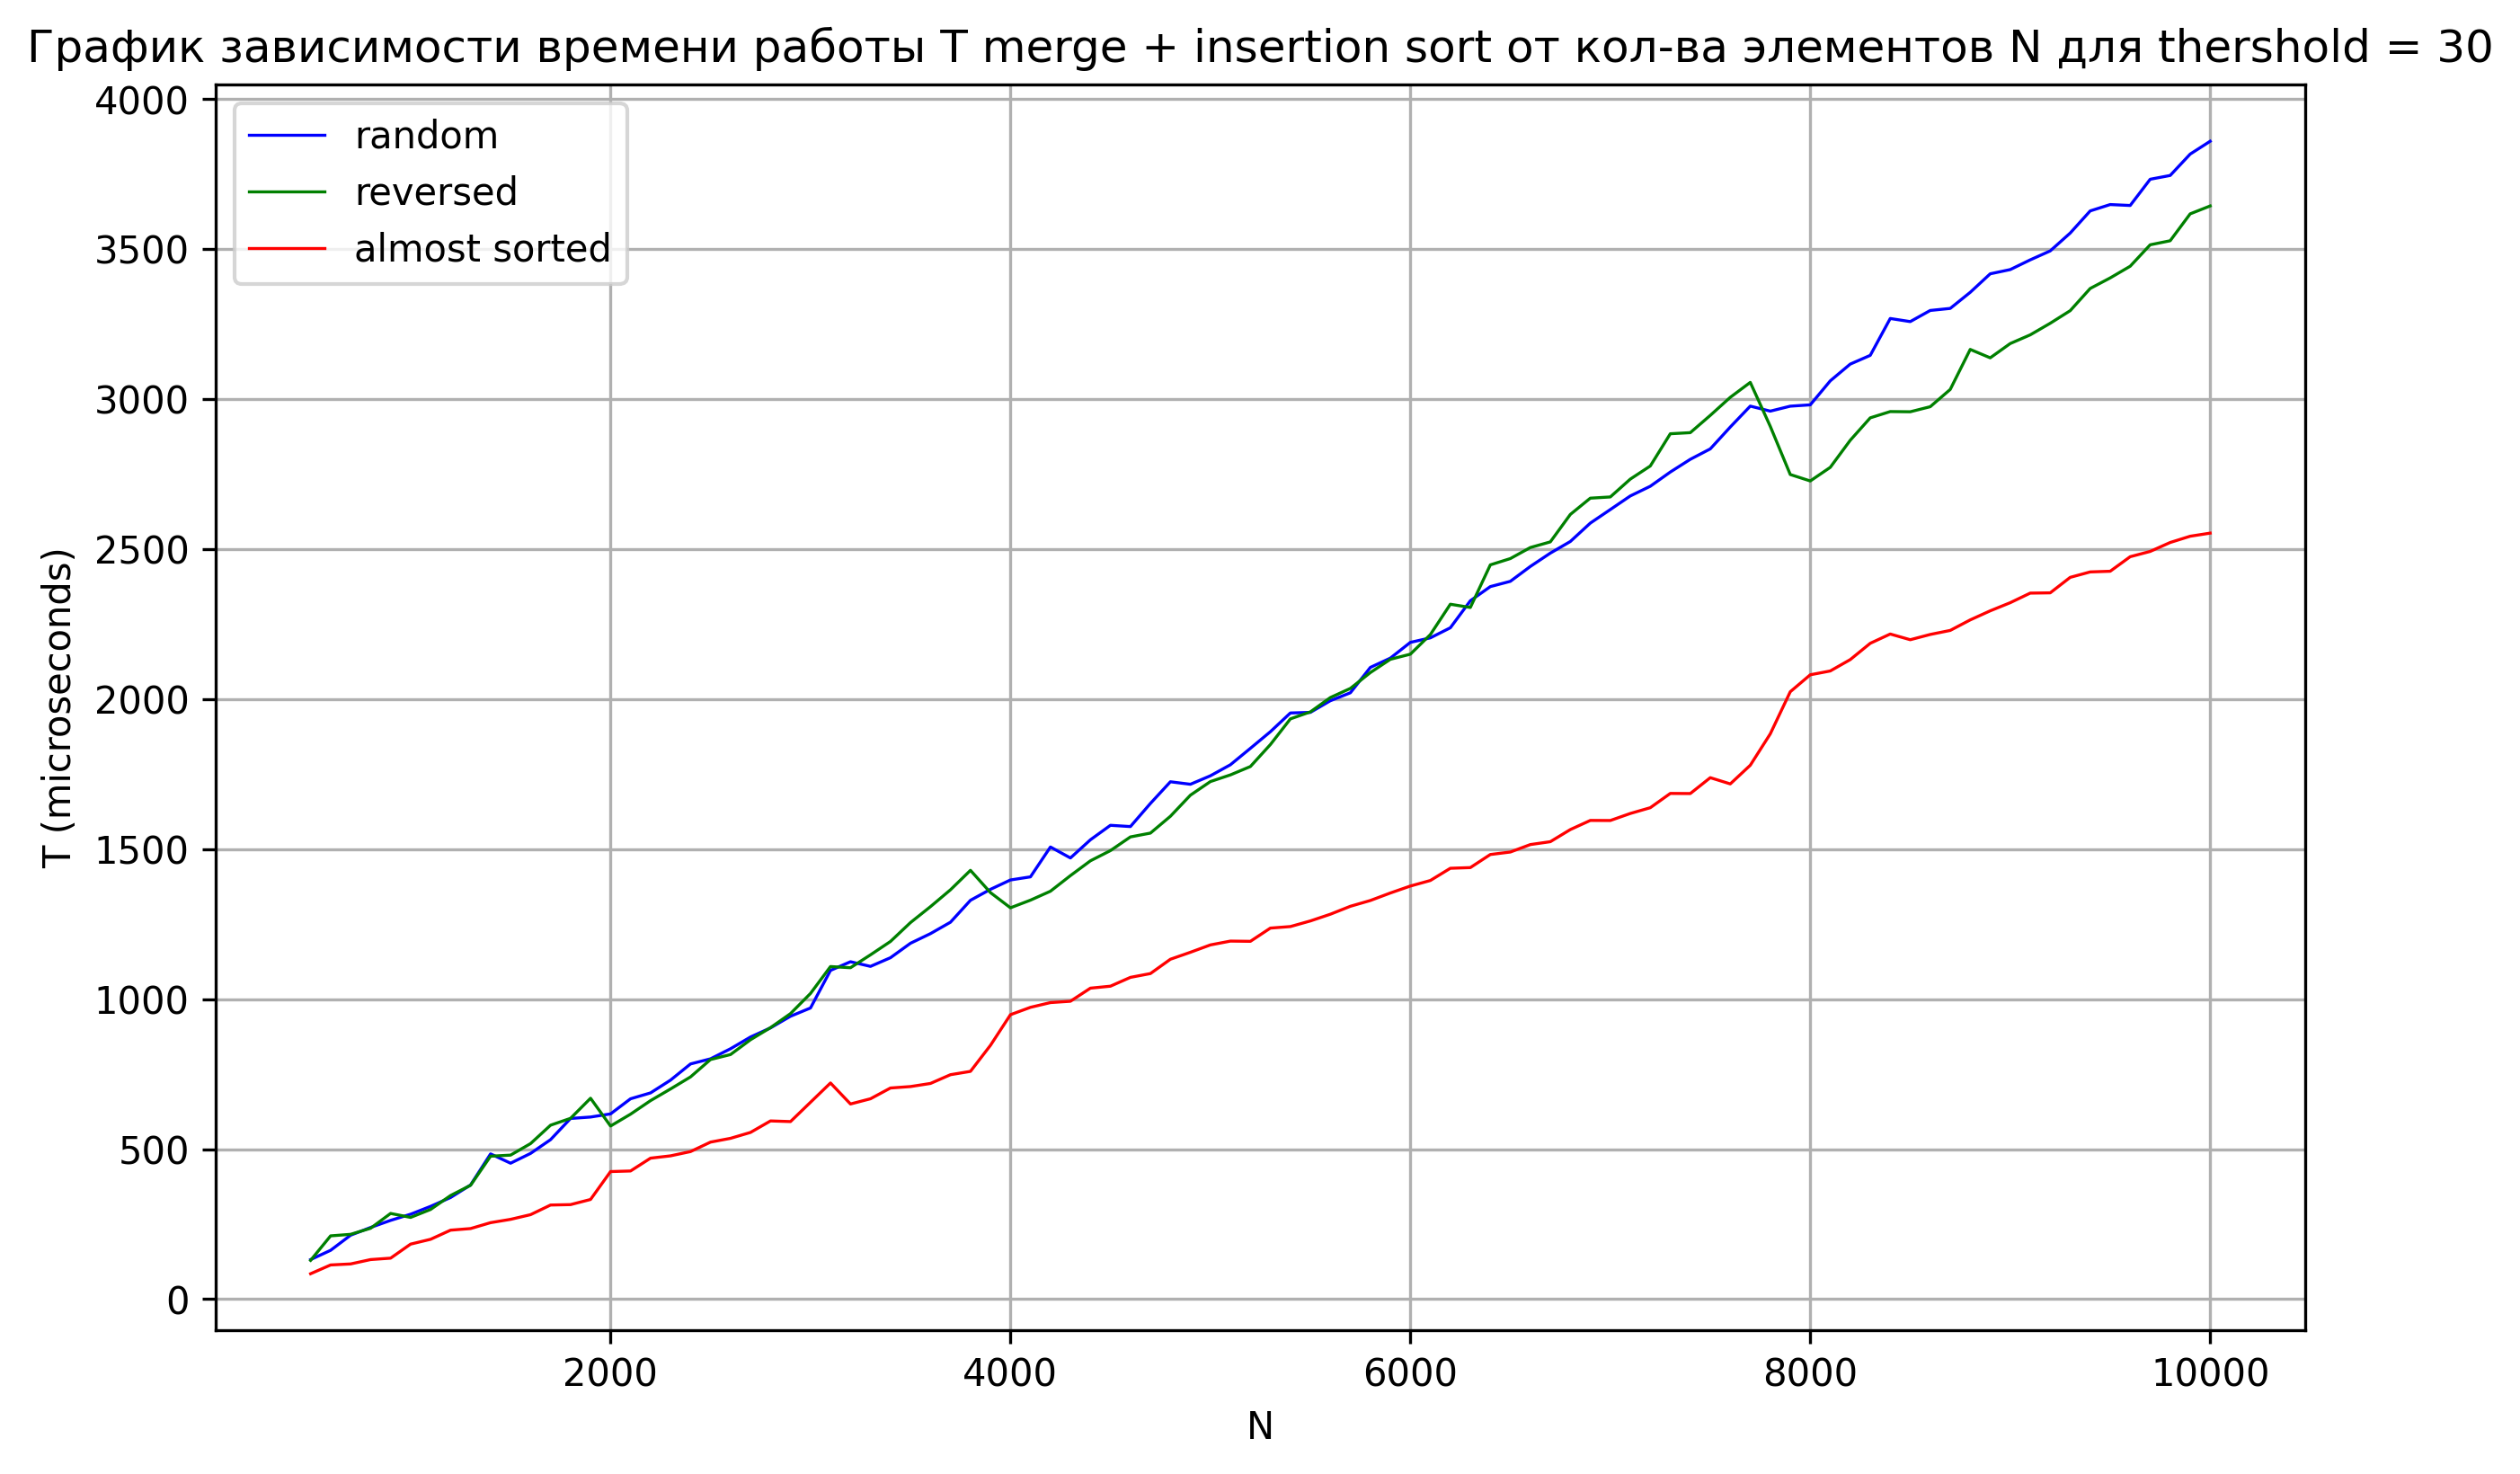 График зависимости времени работы T merge + insertion sort от кол-ва элементов N для thershold = 30
4000
3500
3000
2500
2000
1500
1000
500
0
T (microseconds)
random
reversed
almost sorted
2000 4000 6000 8000 10000
N